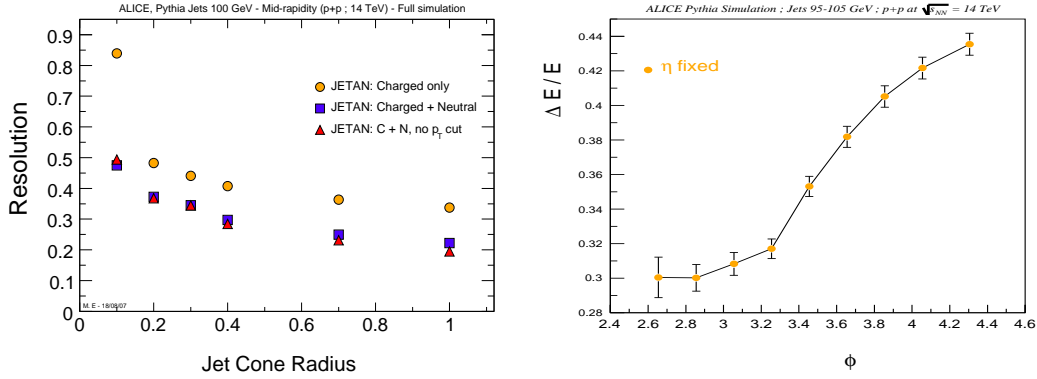 ALICE, Pythia Jets 100 GeV - Mid-rapidity (p+p ; 14 TeV) - Full simulation
Resolution
0.9
0.8
0.7
0.6
0.5
0.4
0.3
0.2
0.1
0
JETAN: Charged only
JETAN: Charged + Neutral
JETAN: C + N, no p_T cut
M. E - 18/08/07
0 0.2 0.4 0.6 0.8 1
Jet Cone Radius
ALICE Pythia Simulation ; Jets 95-105 GeV ; p+p at √s_NN = 14 TeV
Δ E / E
0.44
0.42
0.4
0.38
0.36
0.34
0.32
0.3
0.28
η fixed
2.4 2.6 2.8 3 3.2 3.4 3.6 3.8 4 4.2 4.4 4.6
ϕ